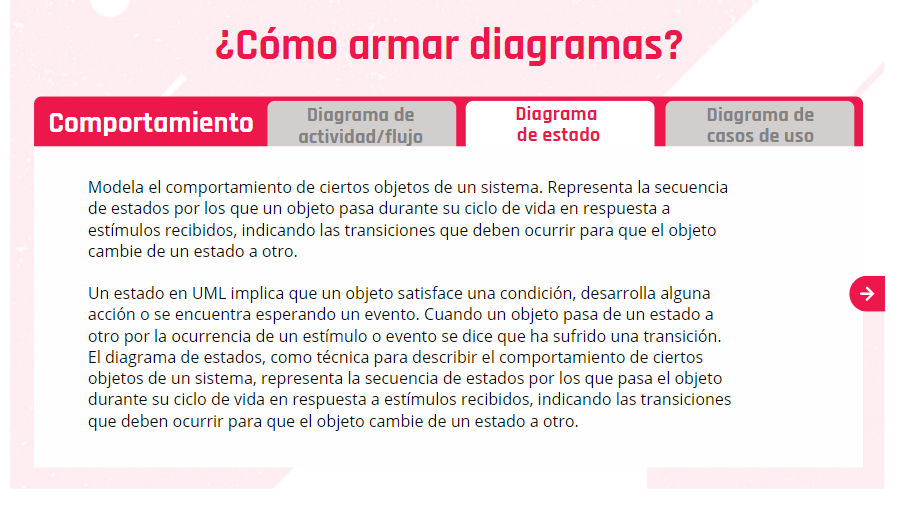 ¿Cómo armar diagramas?
Comportamiento
Diagrama de
actividad/flujo
Diagrama
de estado
Diagrama de
casos de uso
Modela el comportamiento de ciertos objetos de un sistema. Representa la secuencia
de estados por los que un objeto pasa durante su ciclo de vida en respuesta a
estímulos recibidos, indicando las transiciones que deben ocurrir para que el objeto
cambie de un estado a otro.
Un estado en UML implica que un objeto satisface una condición, desarrolla alguna
acción o se encuentra esperando un evento. Cuando un objeto pasa de un estado a
otro por la ocurrencia de un estímulo o evento se dice que ha sufrido una transición.
El diagrama de estados, como técnica para describir el comportamiento de ciertos
objetos de un sistema, representa la secuencia de estados por los que pasa el objeto
durante su ciclo de vida en respuesta a estímulos recibidos, indicando las transiciones
que deben ocurrir para que el objeto cambie de un estado a otro.